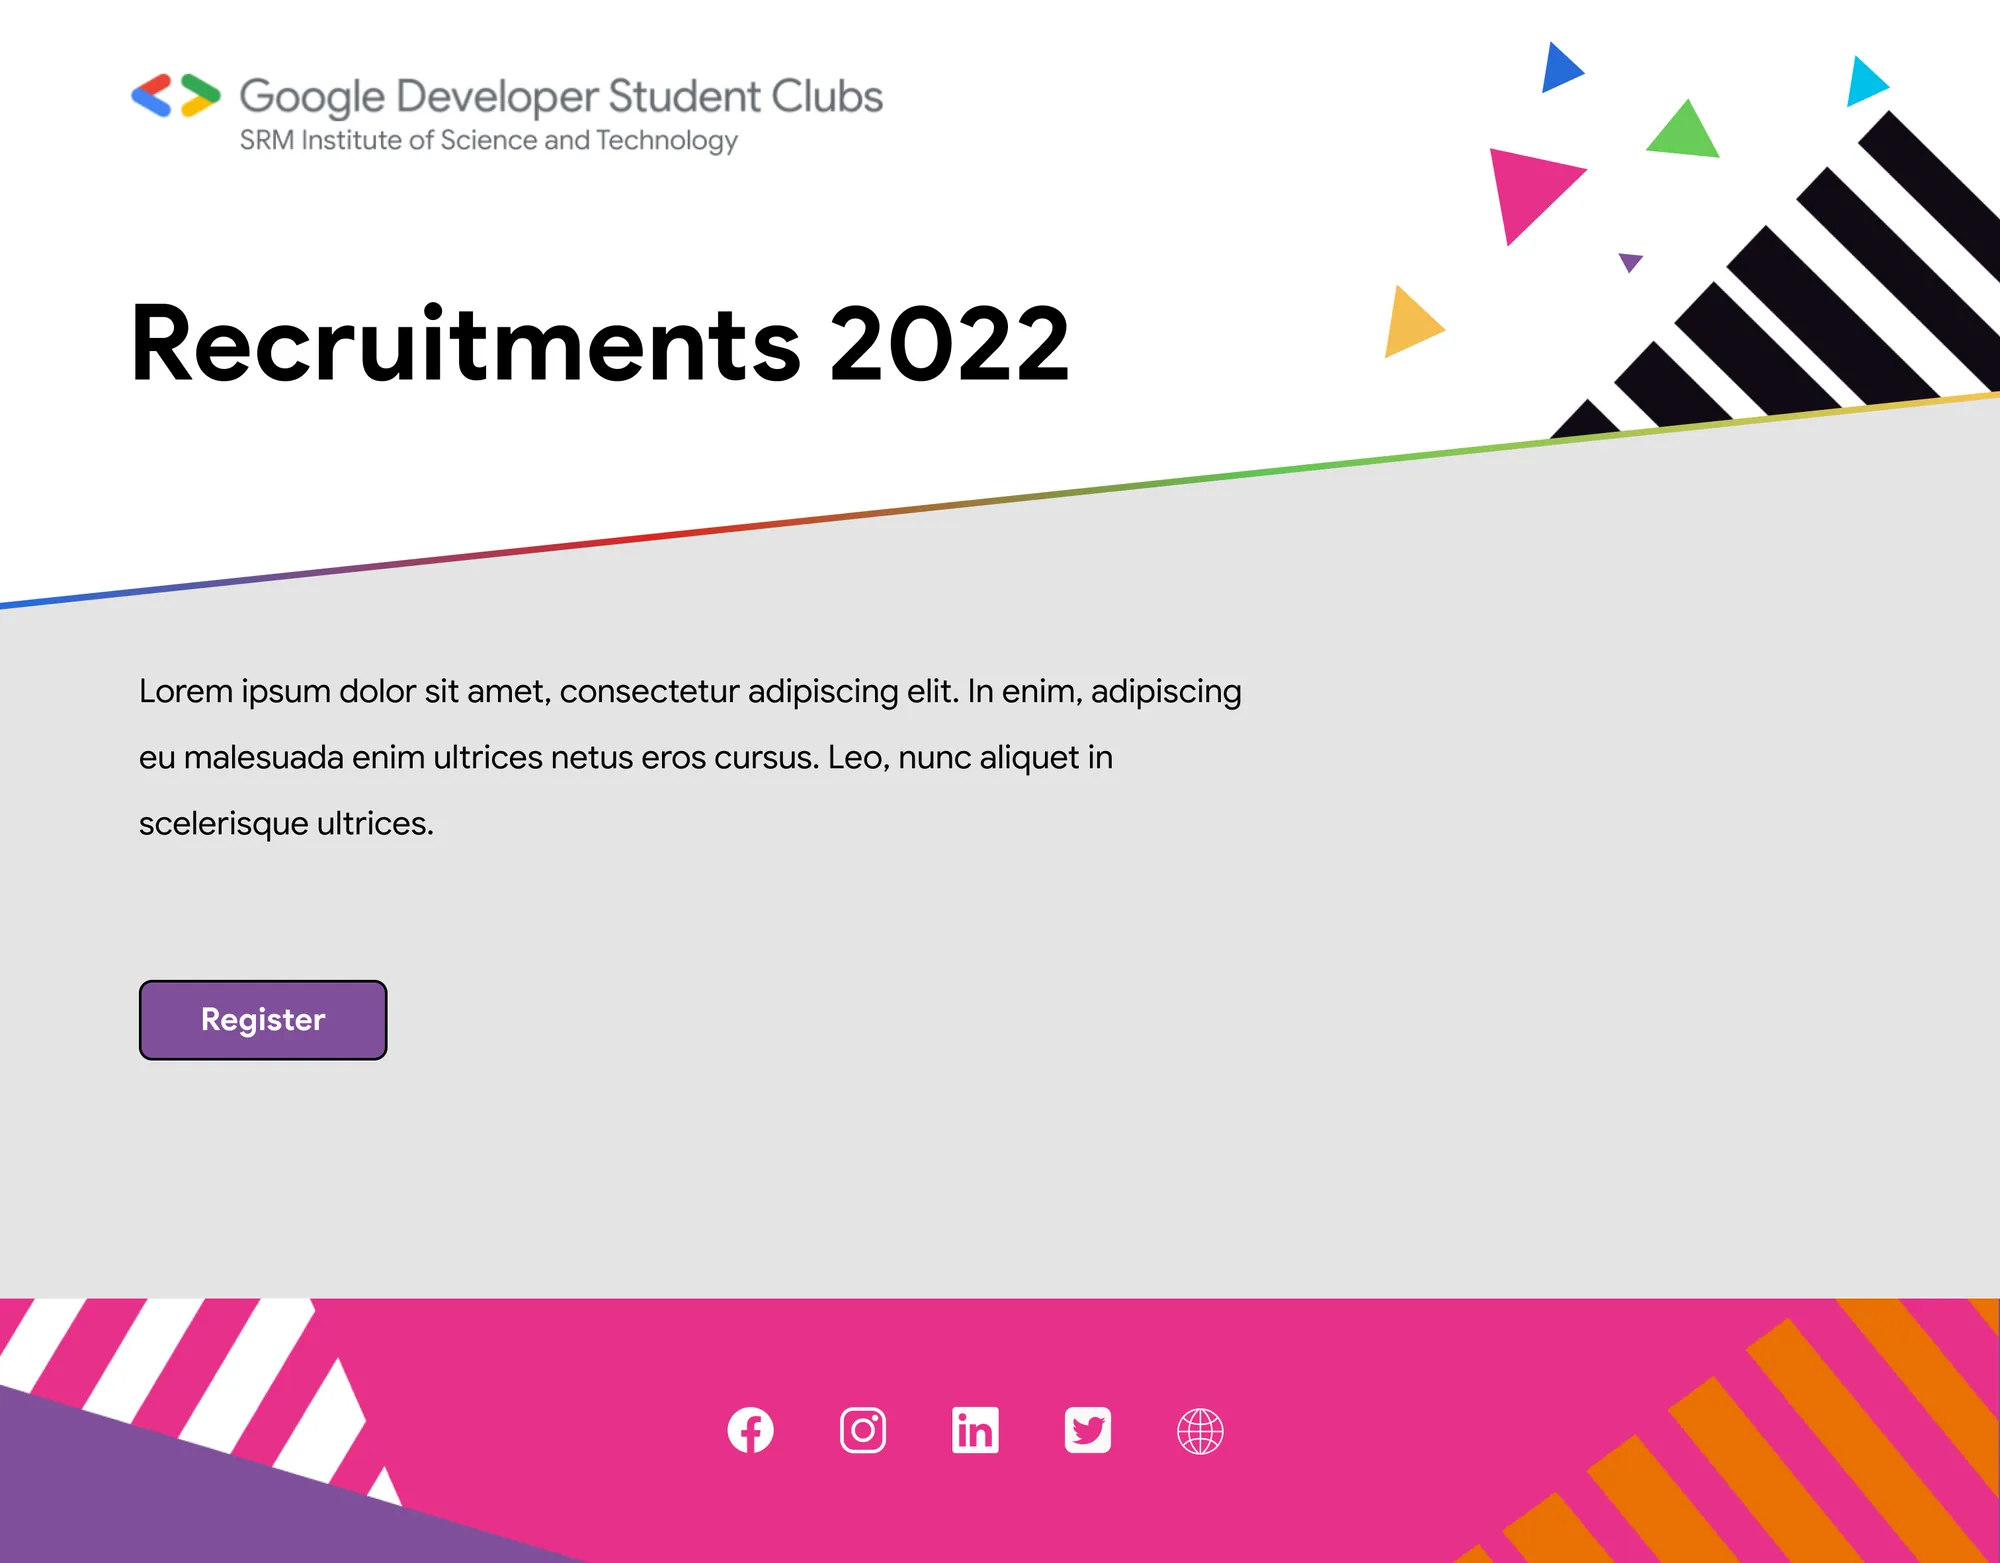 Google Developer Student Clubs
SRM Institute of Science and Technology
Recruitments 2022
Lorem ipsum dolor sit amet, consectetur adipiscing elit. In enim, adipiscing
eu malesuada enim ultrices netus eros cursus. Leo, nunc aliquet in
scelerisque ultrices.
Register